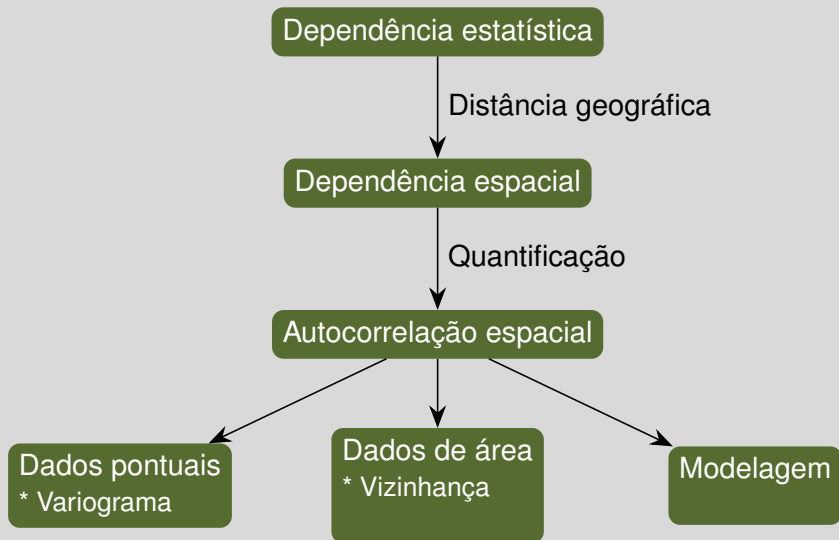 Dependência estatística
Distância geográfica
Dependência espacial
Quantificação
Autocorrelação espacial
Dados pontuais
* Variograma
Dados de área
* Vizinhança
Modelagem